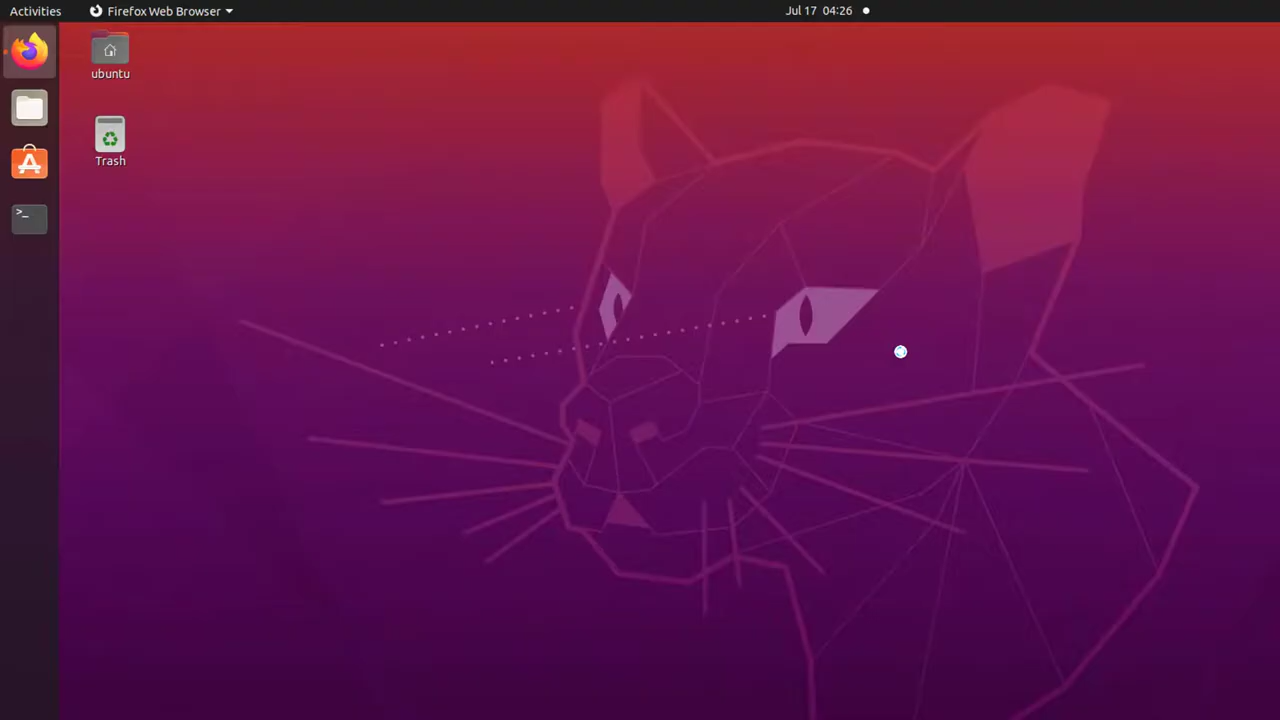 Activities
Firefox Web Browser
Jul 17 04:26
ubuntu
Trash
>_